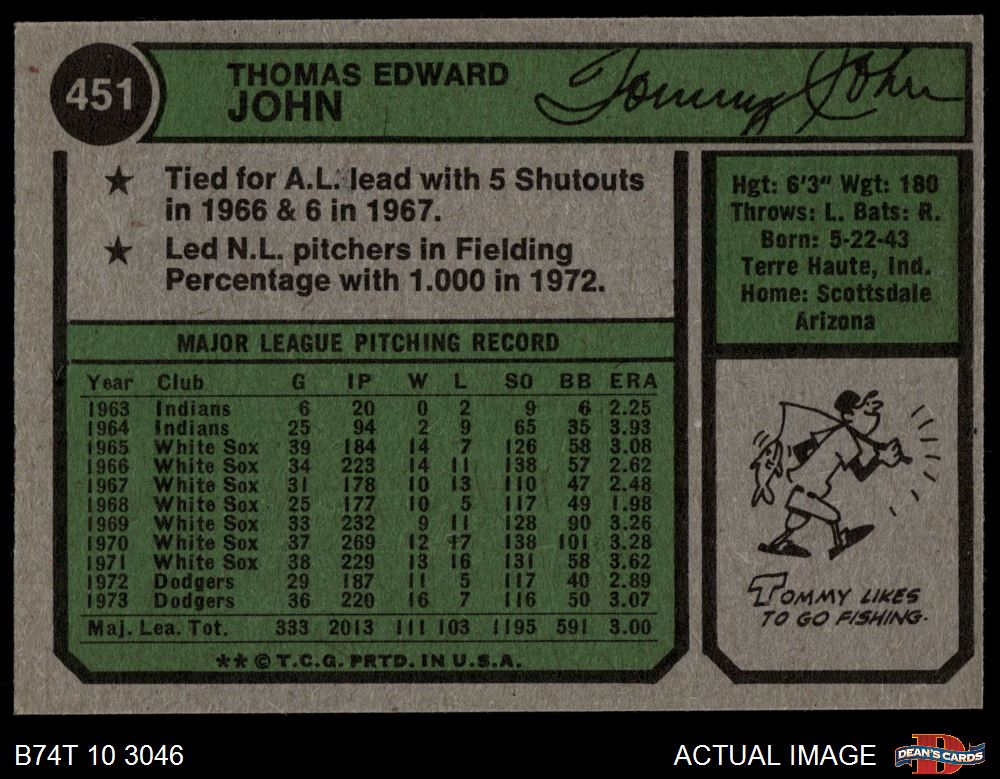 451
THOMAS EDWARD
JOHN
Tommy John
★ Tied for A.L. lead with 5 Shutouts
in 1966 & 6 in 1967.
★ Led N.L. pitchers in Fielding
Percentage with 1.000 in 1972.
Hgt: 6'3" Wgt: 180
Throws: L. Bats: R.
Born: 5-22-43
Terre Haute, Ind.
Home: Scottsdale
Arizona
MAJOR LEAGUE PITCHING RECORD
Year Club G IP W L SO BB ERA
1963 Indians 6 20 0 2 9 6 2.25
1964 Indians 25 94 2 9 65 35 3.93
1965 White Sox 39 184 14 7 126 58 3.08
1966 White Sox 34 223 14 11 138 57 2.62
1967 White Sox 31 178 10 13 110 47 2.48
1968 White Sox 25 177 10 5 117 49 1.98
1969 White Sox 33 232 9 11 128 90 3.26
1970 White Sox 37 269 12 17 138 101 3.28
1971 White Sox 38 229 13 16 131 58 3.62
1972 Dodgers 29 187 11 5 117 40 2.89
1973 Dodgers 36 220 16 7 116 50 3.07
Maj. Lea. Tot. 333 2013 111 103 1195 591 3.00
** © T.C.G. PRTD. IN U.S.A.
TOMMY LIKES
TO GO FISHING.
B74T 10 3046
ACTUAL IMAGE
DEAN'S CARDS